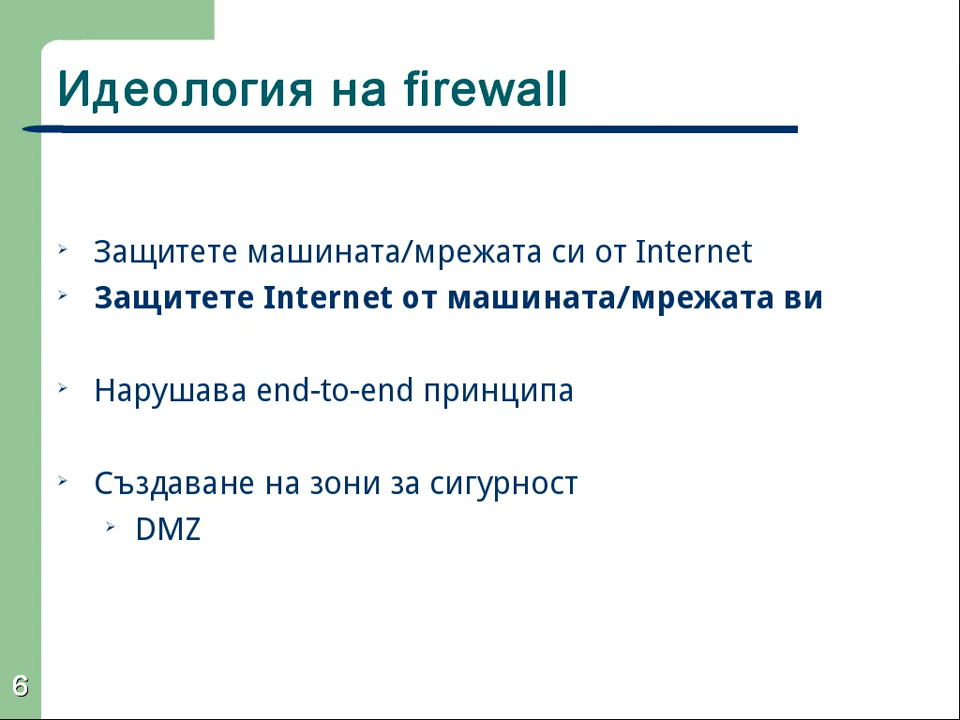 Идеология на firewall
Защитете машината/мрежата си от Internet
Защитете Internet от машината/мрежата ви
Нарушава end-to-end принципа
Създаване на зони за сигурност
DMZ
6